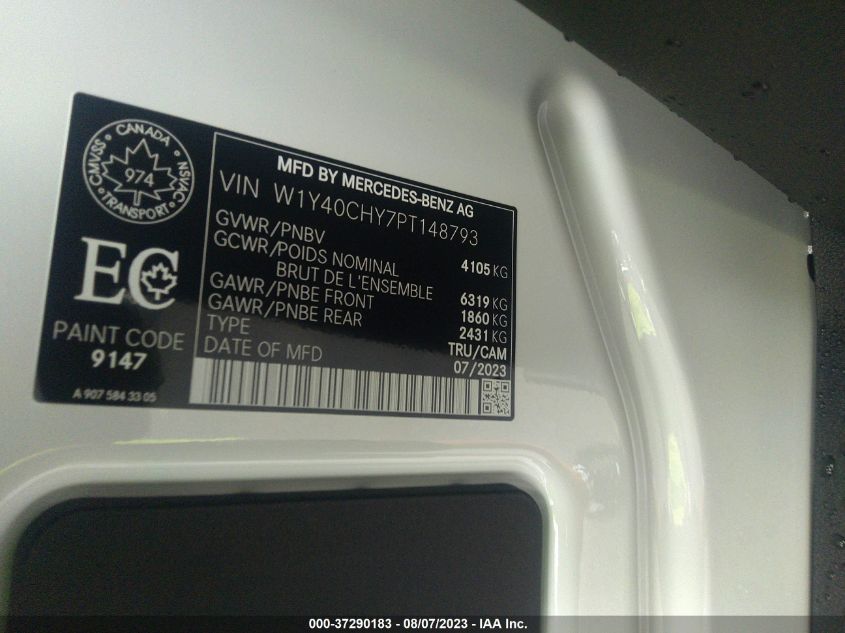 CANADA
CMVSS
NSVAC
974
TRANSPORT
EC
PAINT CODE
9147
A 907 584 33 05
MFD BY MERCEDES-BENZ AG
VIN W1Y40CHY7PT148793
GVWR/PNBV 4105 KG
GCWR/POIDS NOMINAL
BRUT DE L'ENSEMBLE 6319 KG
GAWR/PNBE FRONT 1860 KG
GAWR/PNBE REAR 2431 KG
TYPE TRU/CAM
DATE OF MFD 07/2023
000-37290183 - 08/07/2023 - IAA Inc.